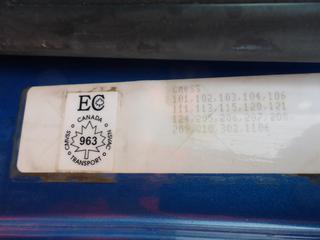 EC
CANADA
CMVSS 963 NSVAC
TRANSPORT
CMVSS
101,102,103,104,106
111,113,115,120,121
124,205,206,207,208
209,210,302,1106